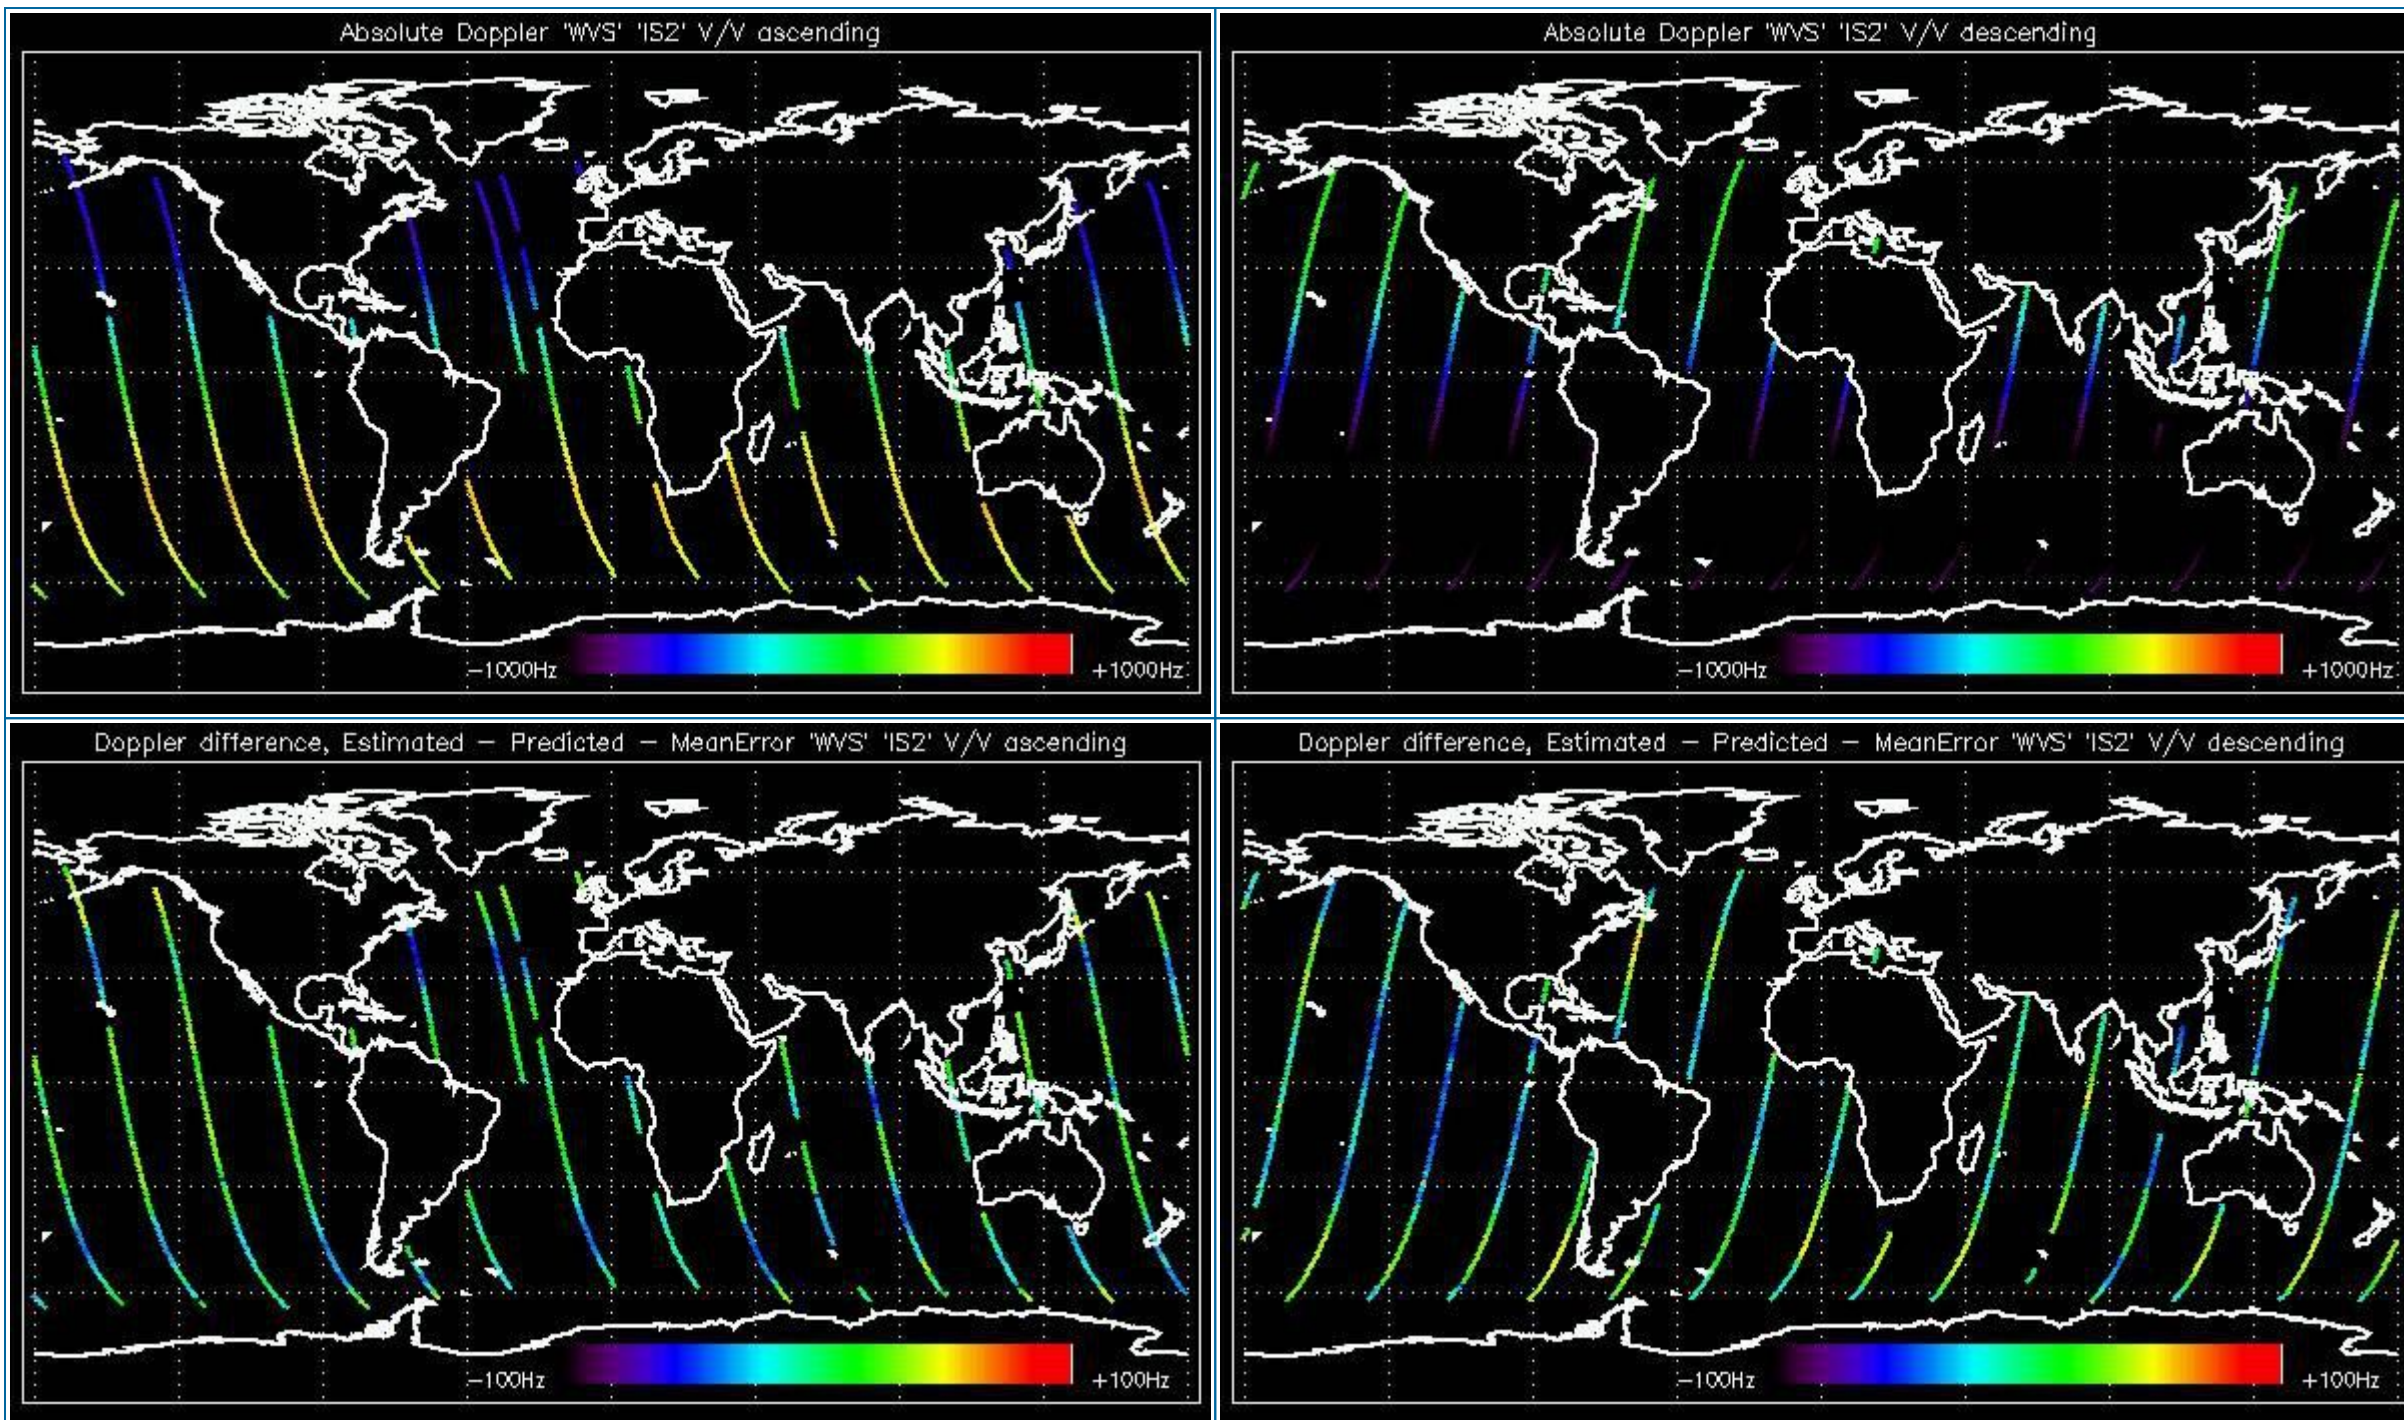 Absolute Doppler 'WVS' 'IS2' V/V ascending
-1000Hz +1000Hz
Absolute Doppler 'WVS' 'IS2' V/V descending
-1000Hz +1000Hz
Doppler difference, Estimated - Predicted - MeanError 'WVS' 'IS2' V/V ascending
-100Hz +100Hz
Doppler difference, Estimated - Predicted - MeanError 'WVS' 'IS2' V/V descending
-100Hz +100Hz